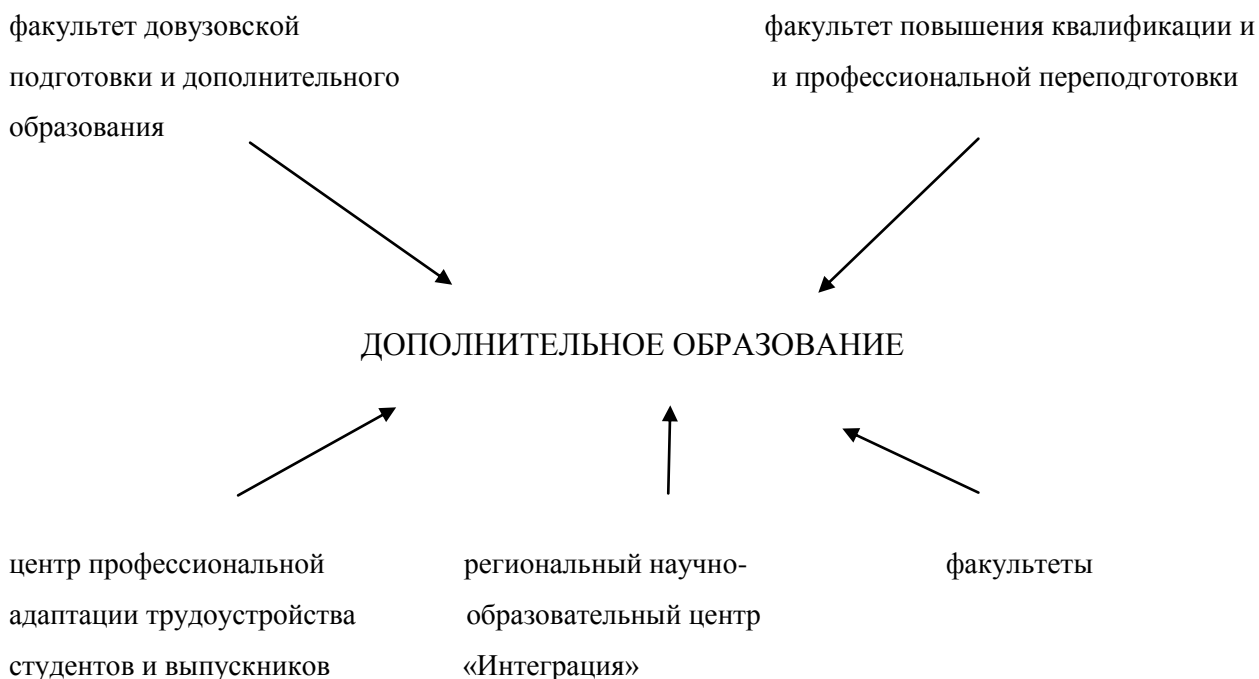 факультет довузовской
подготовки и дополнительного
образования
факультет повышения квалификации и
и профессиональной переподготовки
ДОПОЛНИТЕЛЬНОЕ ОБРАЗОВАНИЕ
центр профессиональной
адаптации трудоустройства
студентов и выпускников
региональный научно-
образовательный центр
«Интеграция»
факультеты